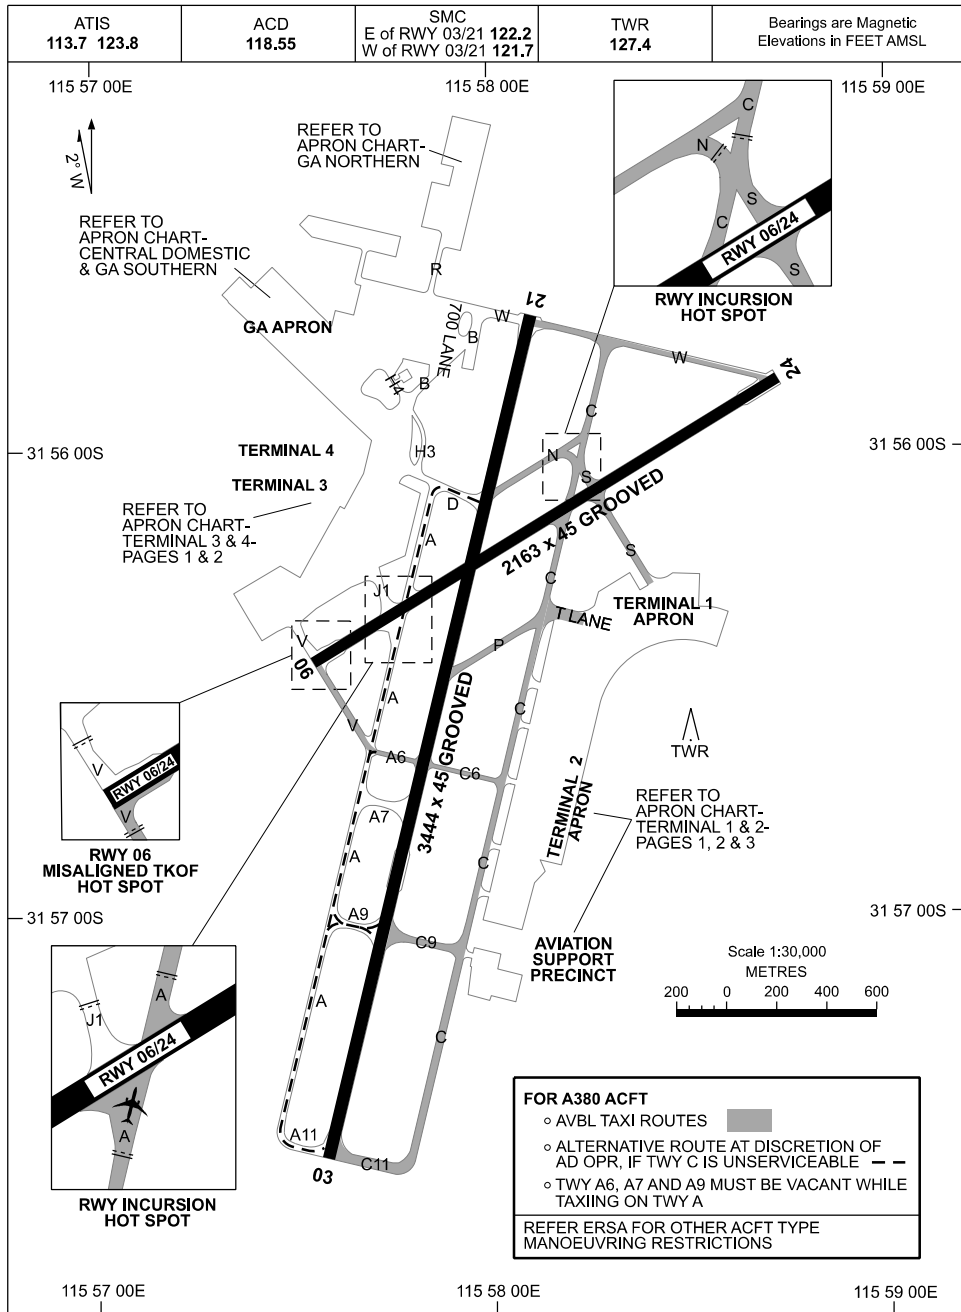 ATIS
113.7 123.8
ACD
118.55
SMC
E of RWY 03/21 122.2
W of RWY 03/21 121.7
TWR
127.4
Bearings are Magnetic
Elevations in FEET AMSL
115 57 00E
115 58 00E
115 59 00E
2° W
REFER TO
APRON CHART-
GA NORTHERN
REFER TO
APRON CHART-
CENTRAL DOMESTIC
& GA SOUTHERN
GA APRON
R
700 LANE
B
W
21
W
24
C
N
C
S
RWY 06/24
S
RWY INCURSION
HOT SPOT
H4
B
C
31 56 00S
31 56 00S
TERMINAL 4
TERMINAL 3
H3
N
S
D
REFER TO
APRON CHART-
TERMINAL 3 & 4-
PAGES 1 & 2
A
2163 x 45 GROOVED
S
C
J1
TERMINAL 1
APRON
T LANE
V
06
P
A
V
C
3444 x 45 GROOVED
TWR
A6
C6
RWY 06/24
V
V
RWY 06
MISALIGNED TKOF
HOT SPOT
A7
TERMINAL 2
APRON
REFER TO
APRON CHART-
TERMINAL 1 & 2-
PAGES 1, 2 & 3
A
C
31 57 00S
31 57 00S
A9
C9
AVIATION
SUPPORT
PRECINCT
Scale 1:30,000
METRES
200 0 200 400 600
A
C
A
J1
RWY 06/24
A
RWY INCURSION
HOT SPOT
A11
03
C11
FOR A380 ACFT
AVBL TAXI ROUTES
ALTERNATIVE ROUTE AT DISCRETION OF
AD OPR, IF TWY C IS UNSERVICEABLE
TWY A6, A7 AND A9 MUST BE VACANT WHILE
TAXIING ON TWY A
REFER ERSA FOR OTHER ACFT TYPE
MANOEUVRING RESTRICTIONS
115 57 00E
115 58 00E
115 59 00E